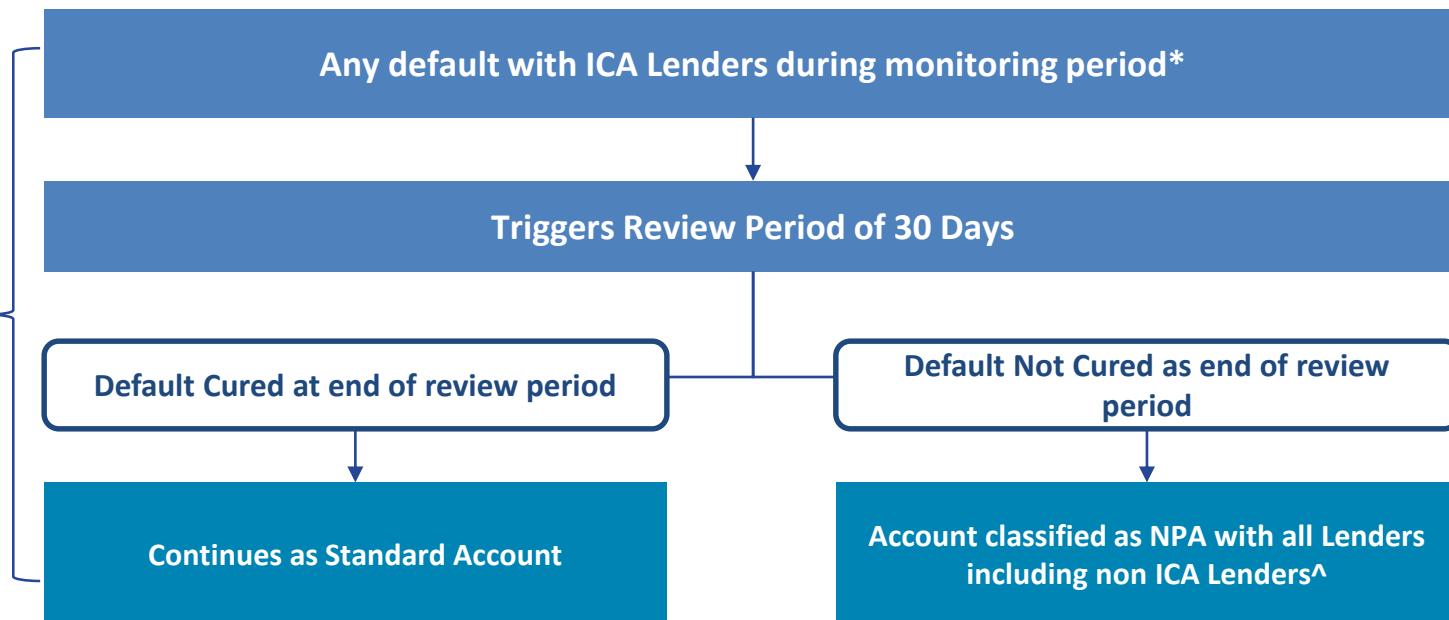 Any default with ICA Lenders during monitoring period*
Triggers Review Period of 30 Days
Default Cured at end of review period
Default Not Cured as end of review
period
Continues as Standard Account
Account classified as NPA with all Lenders
including non ICA Lenders^